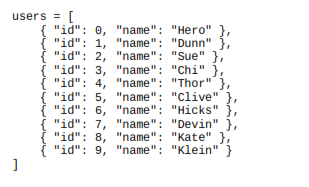 users = [
    { "id": 0, "name": "Hero" },
    { "id": 1, "name": "Dunn" },
    { "id": 2, "name": "Sue" },
    { "id": 3, "name": "Chi" },
    { "id": 4, "name": "Thor" },
    { "id": 5, "name": "Clive" },
    { "id": 6, "name": "Hicks" },
    { "id": 7, "name": "Devin" },
    { "id": 8, "name": "Kate" },
    { "id": 9, "name": "Klein" }
]